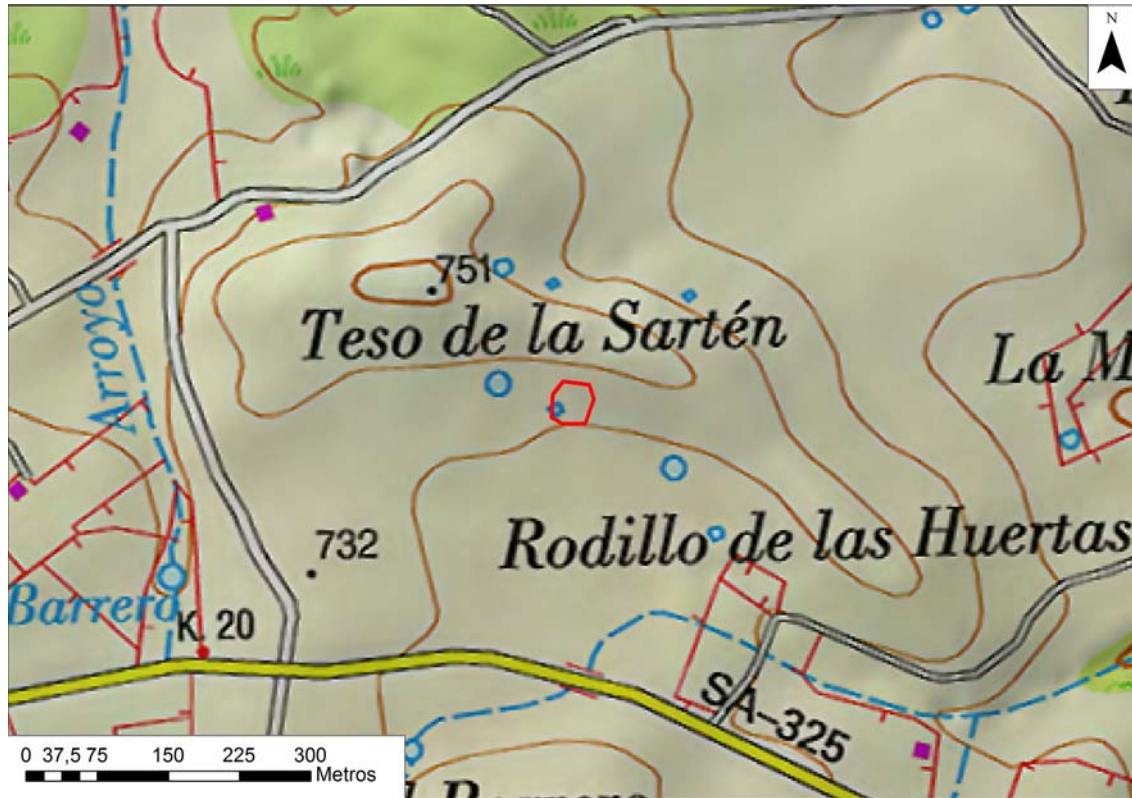 N
751
Teso de la Sartén
La M
Arroyo
732
Rodillo de las Huertas
Barrero
K. 20
SA-325
0 37,5 75 150 225 300
Metros